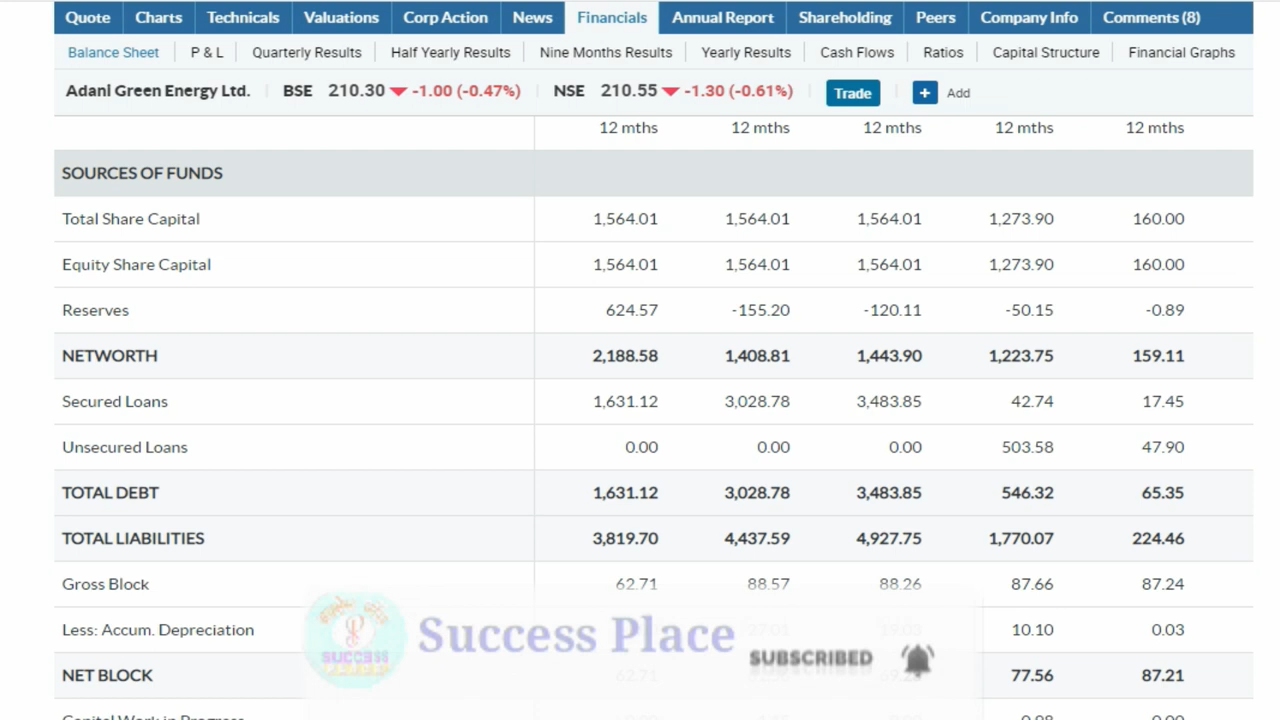 Quote Charts Technicals Valuations Corp Action News Financials Annual Report Shareholding Peers Company Info Comments (8)
Balance Sheet P & L Quarterly Results Half Yearly Results Nine Months Results Yearly Results Cash Flows Ratios Capital Structure Financial Graphs
Adani Green Energy Ltd. BSE 210.30 -1.00 (-0.47%) NSE 210.55 -1.30 (-0.61%) Trade + Add
12 mths 12 mths 12 mths 12 mths 12 mths
SOURCES OF FUNDS
Total Share Capital 1,564.01 1,564.01 1,564.01 1,273.90 160.00
Equity Share Capital 1,564.01 1,564.01 1,564.01 1,273.90 160.00
Reserves 624.57 -155.20 -120.11 -50.15 -0.89
NETWORTH 2,188.58 1,408.81 1,443.90 1,223.75 159.11
Secured Loans 1,631.12 3,028.78 3,483.85 42.74 17.45
Unsecured Loans 0.00 0.00 0.00 503.58 47.90
TOTAL DEBT 1,631.12 3,028.78 3,483.85 546.32 65.35
TOTAL LIABILITIES 3,819.70 4,437.59 4,927.75 1,770.07 224.46
Gross Block 62.71 88.57 88.26 87.66 87.24
Less: Accum. Depreciation 10.10 0.03
Success Place
SUCCESS
SUBSCRIBED
NET BLOCK 62.71 77.56 87.21